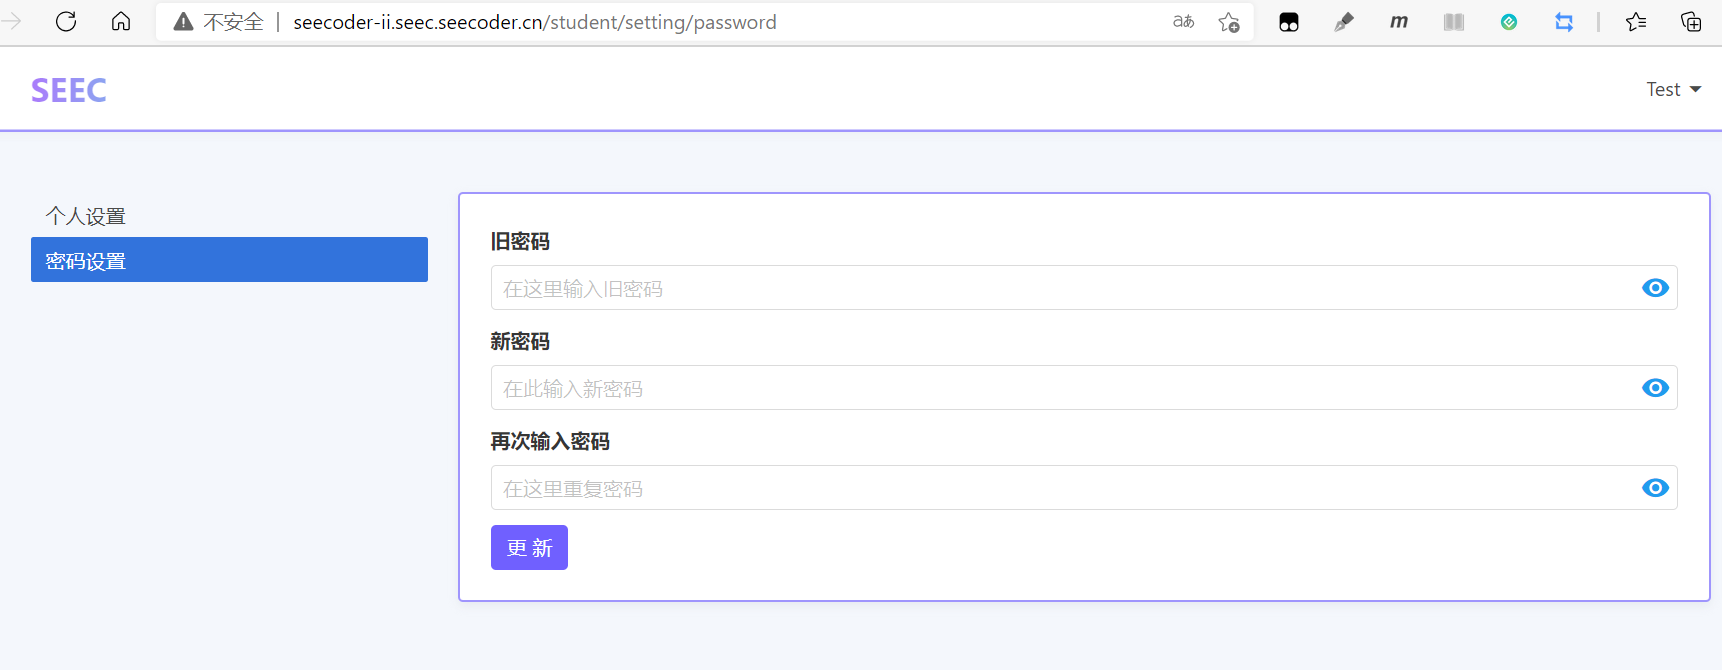 不安全 | seecoder-ii.seec.seecoder.cn/student/setting/password
SEEC
Test
个人设置
密码设置
旧密码
在这里输入旧密码
新密码
在此输入新密码
再次输入密码
在这里重复密码
更 新